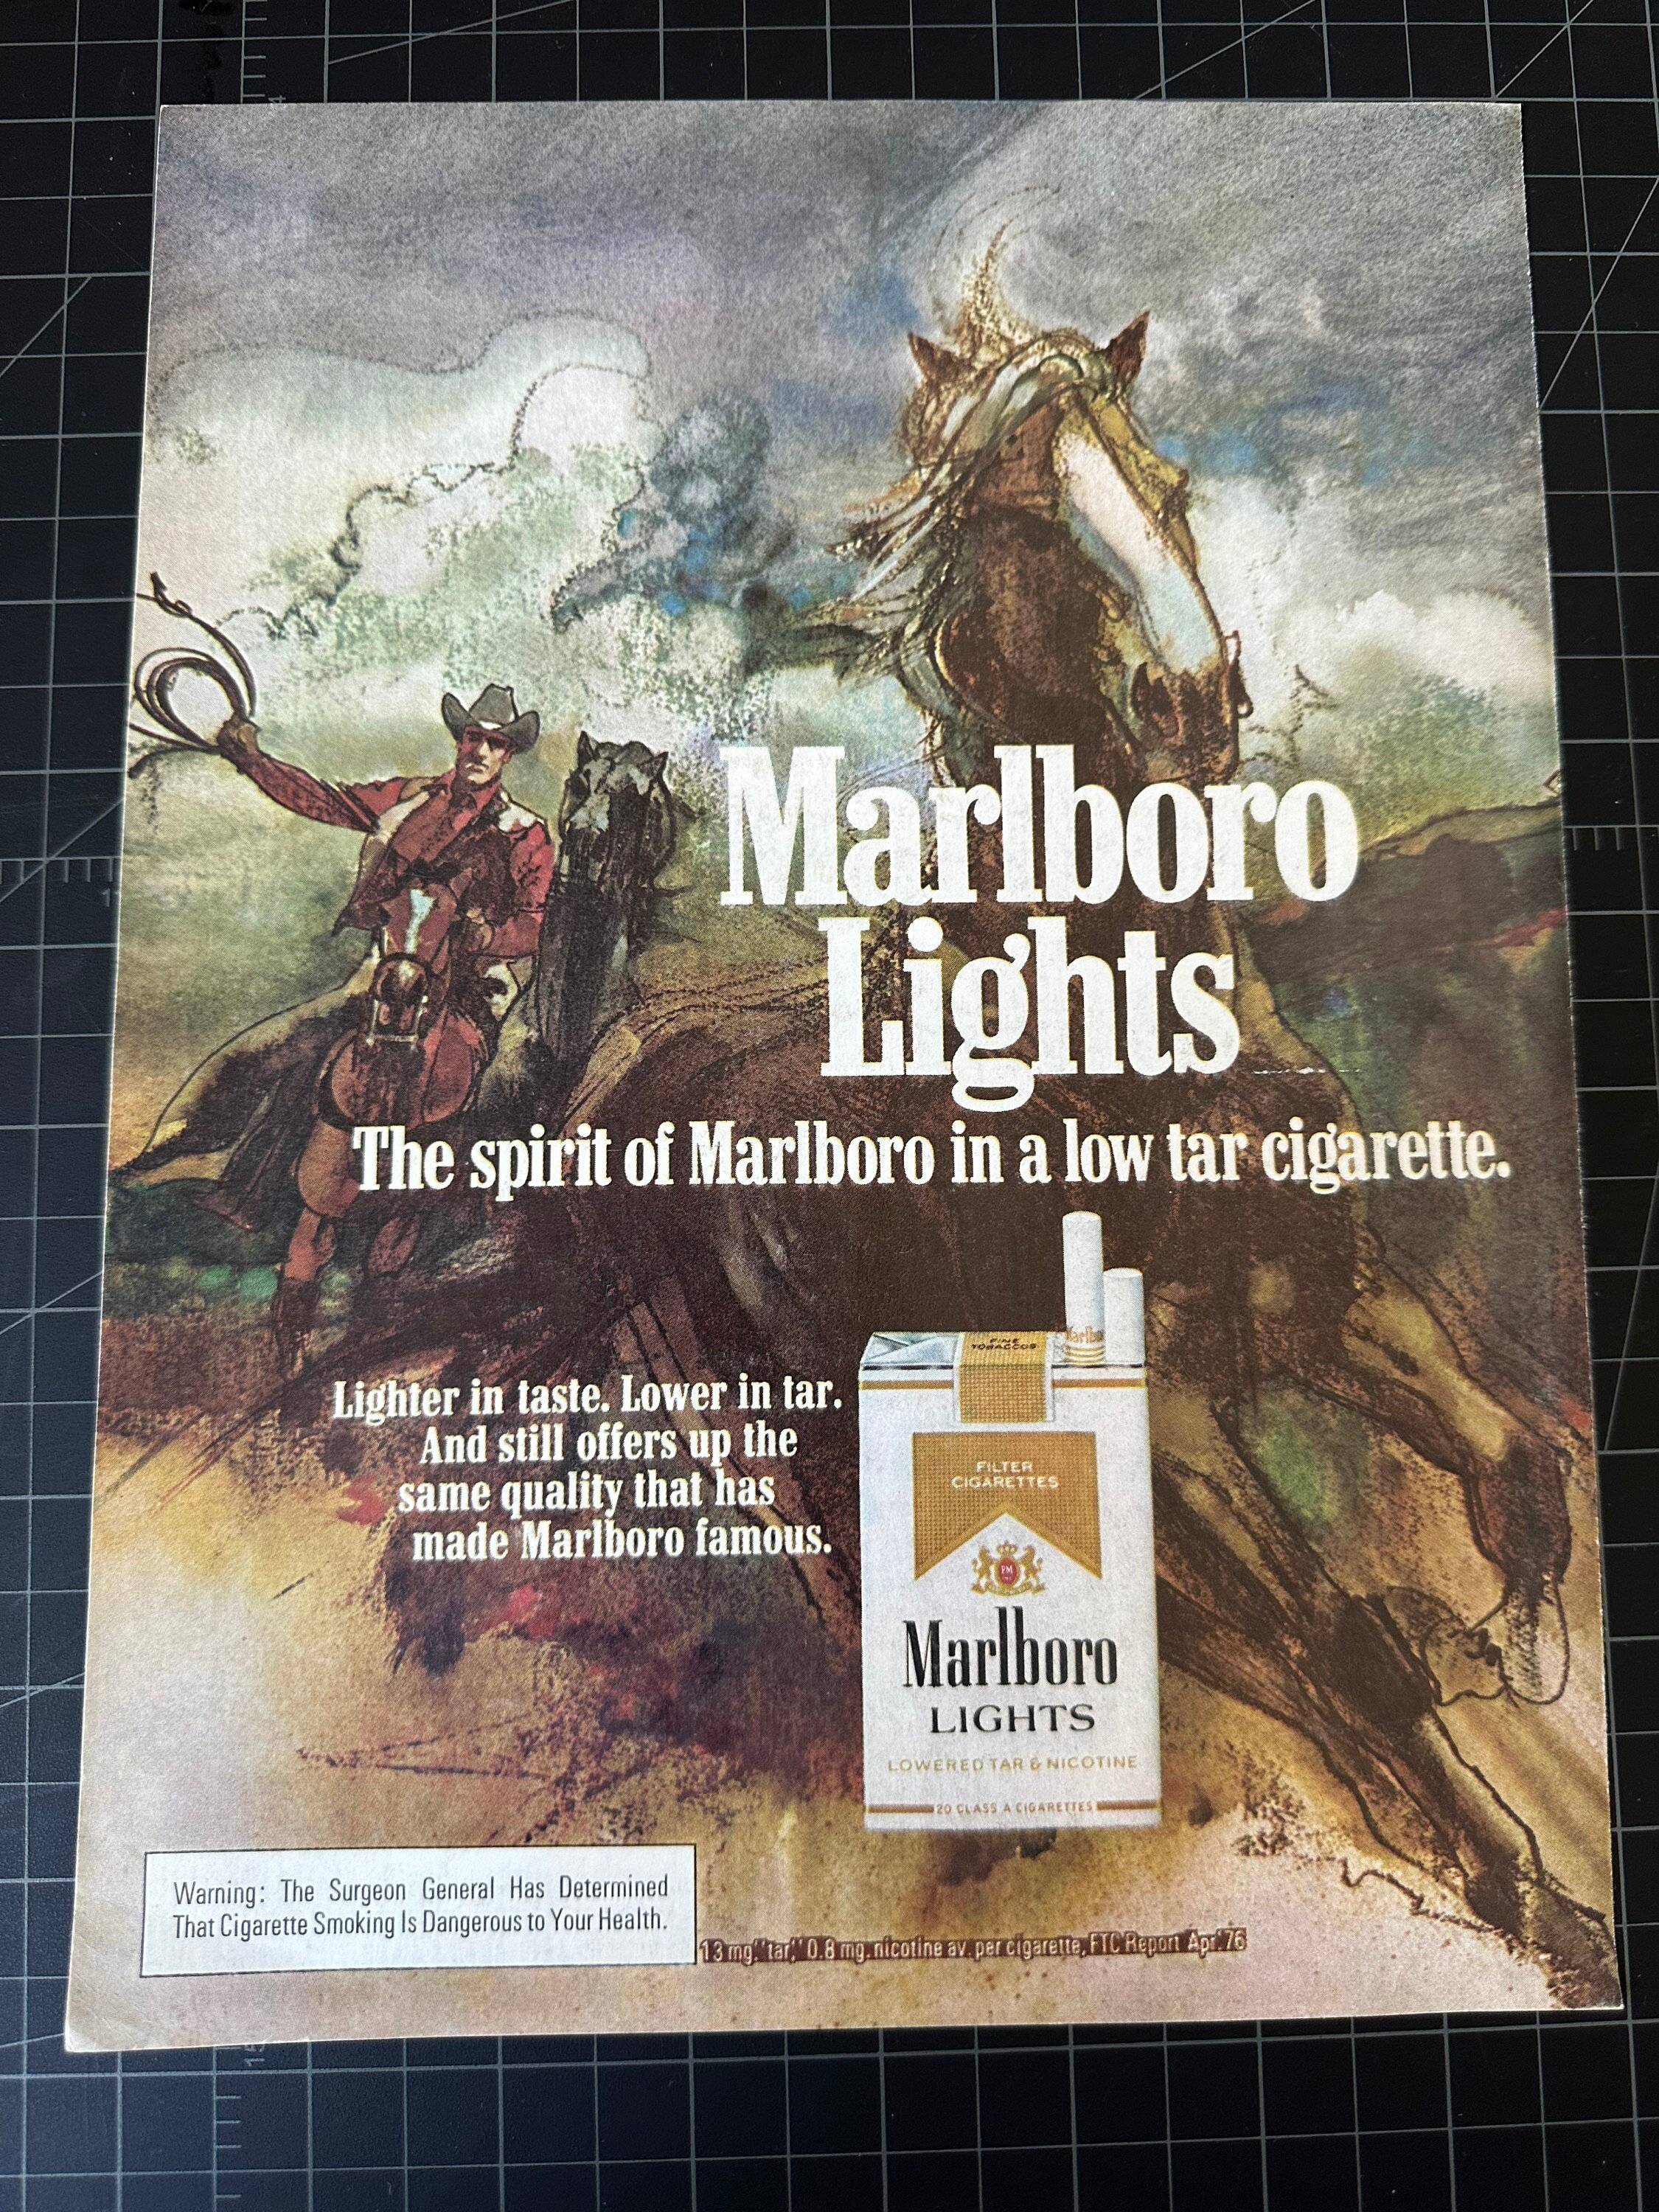 Marlboro
Lights
The spirit of Marlboro in a low tar cigarette.
Lighter in taste. Lower in tar.
And still offers up the
same quality that has
made Marlboro famous.
FINE
TOBACCOS
Marlbo
FILTER
CIGARETTES
PM
Marlboro
LIGHTS
LOWERED TAR & NICOTINE
20 CLASS A CIGARETTES
Warning: The Surgeon General Has Determined
That Cigarette Smoking Is Dangerous to Your Health.
13 mg. "tar," 0.8 mg. nicotine av. per cigarette, FTC Report Apr. '76
15